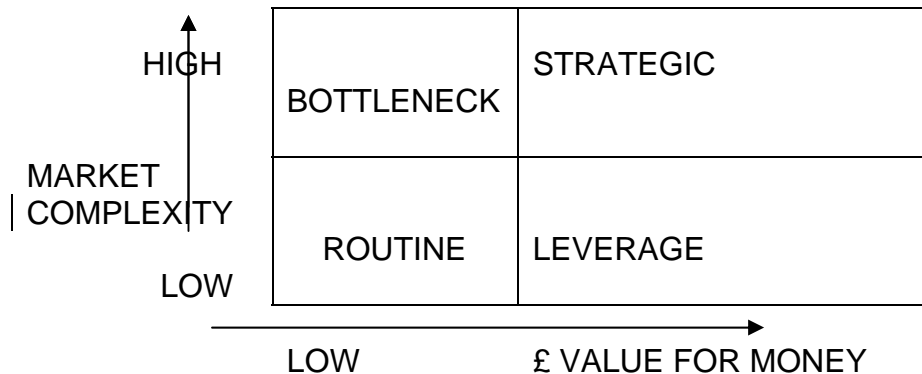 HIGH
STRATEGIC
BOTTLENECK
MARKET
COMPLEXITY
ROUTINE
LEVERAGE
LOW
LOW
£ VALUE FOR MONEY